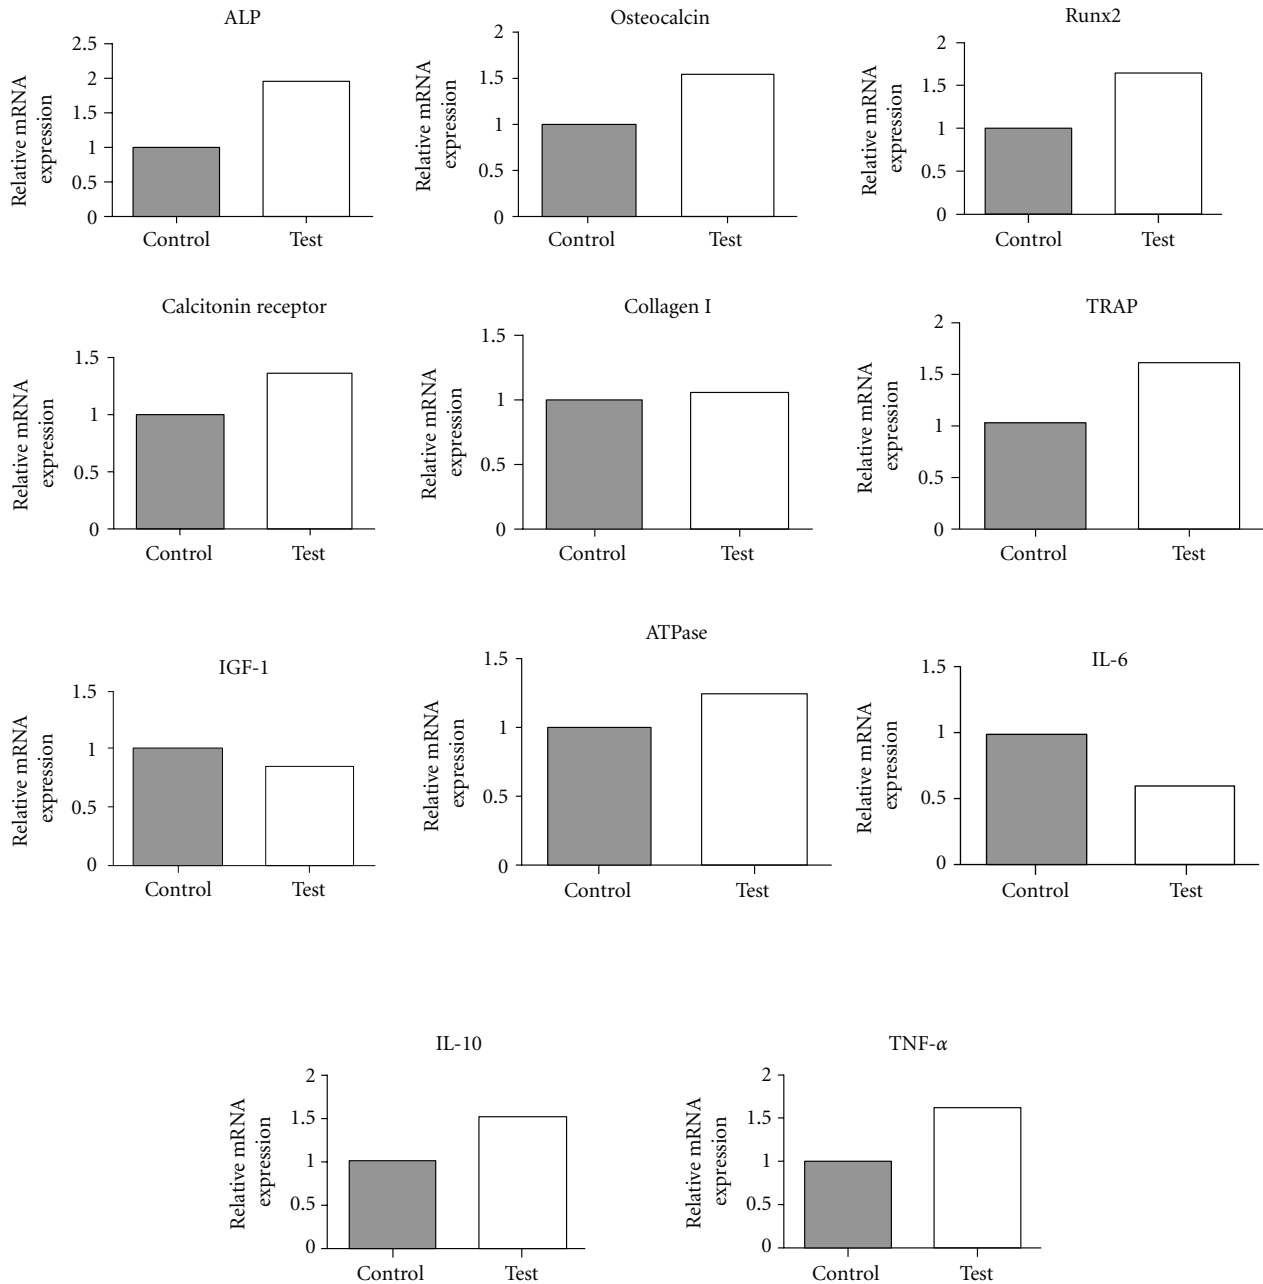 ALP
Relative mRNA
expression
2.5
2
1.5
1
0.5
0
Control Test
Osteocalcin
Relative mRNA
expression
2
1.5
1
0.5
0
Control Test
Runx2
Relative mRNA
expression
2
1.5
1
0.5
0
Control Test
Calcitonin receptor
Relative mRNA
expression
1.5
1
0.5
0
Control Test
Collagen I
Relative mRNA
expression
1.5
1
0.5
0
Control Test
TRAP
Relative mRNA
expression
2
1.5
1
0.5
0
Control Test
IGF-1
Relative mRNA
expression
1.5
1
0.5
0
Control Test
ATPase
Relative mRNA
expression
1.5
1
0.5
0
Control Test
IL-6
Relative mRNA
expression
1.5
1
0.5
0
Control Test
IL-10
Relative mRNA
expression
2
1.5
1
0.5
0
Control Test
TNF-α
Relative mRNA
expression
2
1.5
1
0.5
0
Control Test